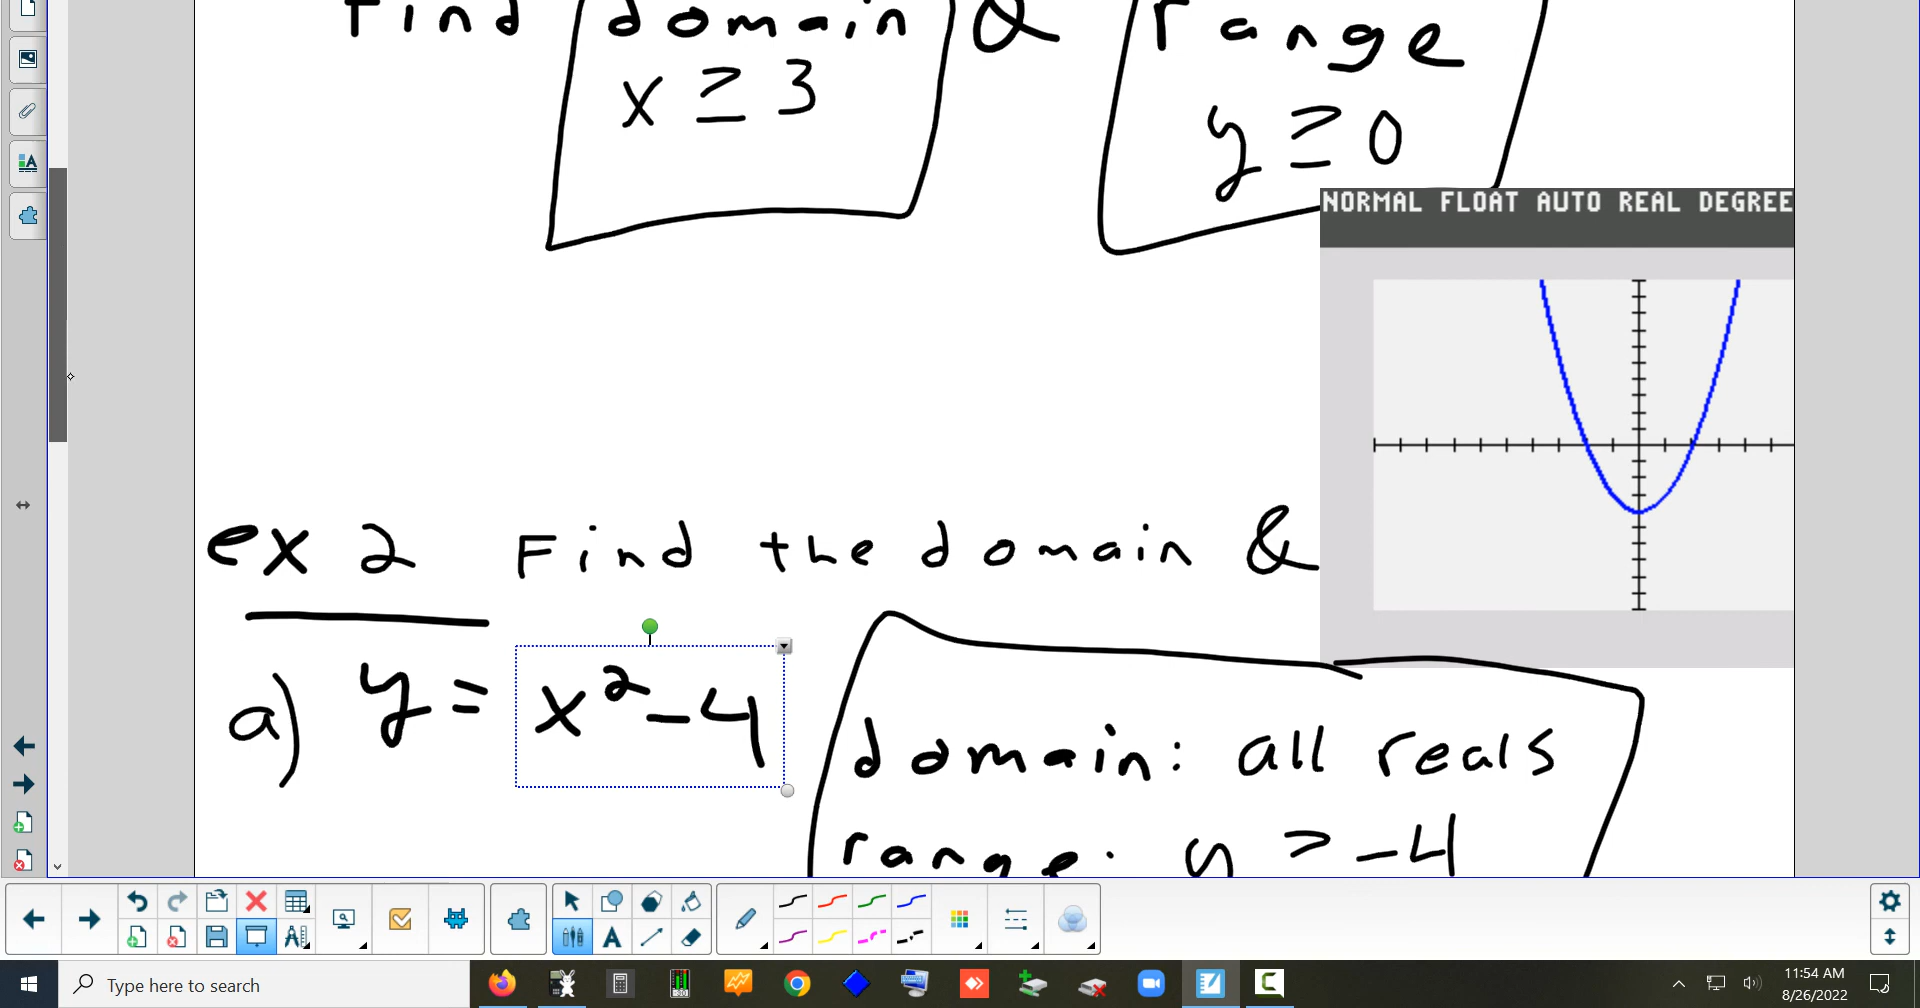 Find domain & range
x ≥ 3
y ≥ 0
NORMAL FLOAT AUTO REAL DEGREE
ex 2 Find the domain &
a) y = x² - 4
domain: all reals
range: y ≥ -4
Type here to search
11:54 AM
8/26/2022